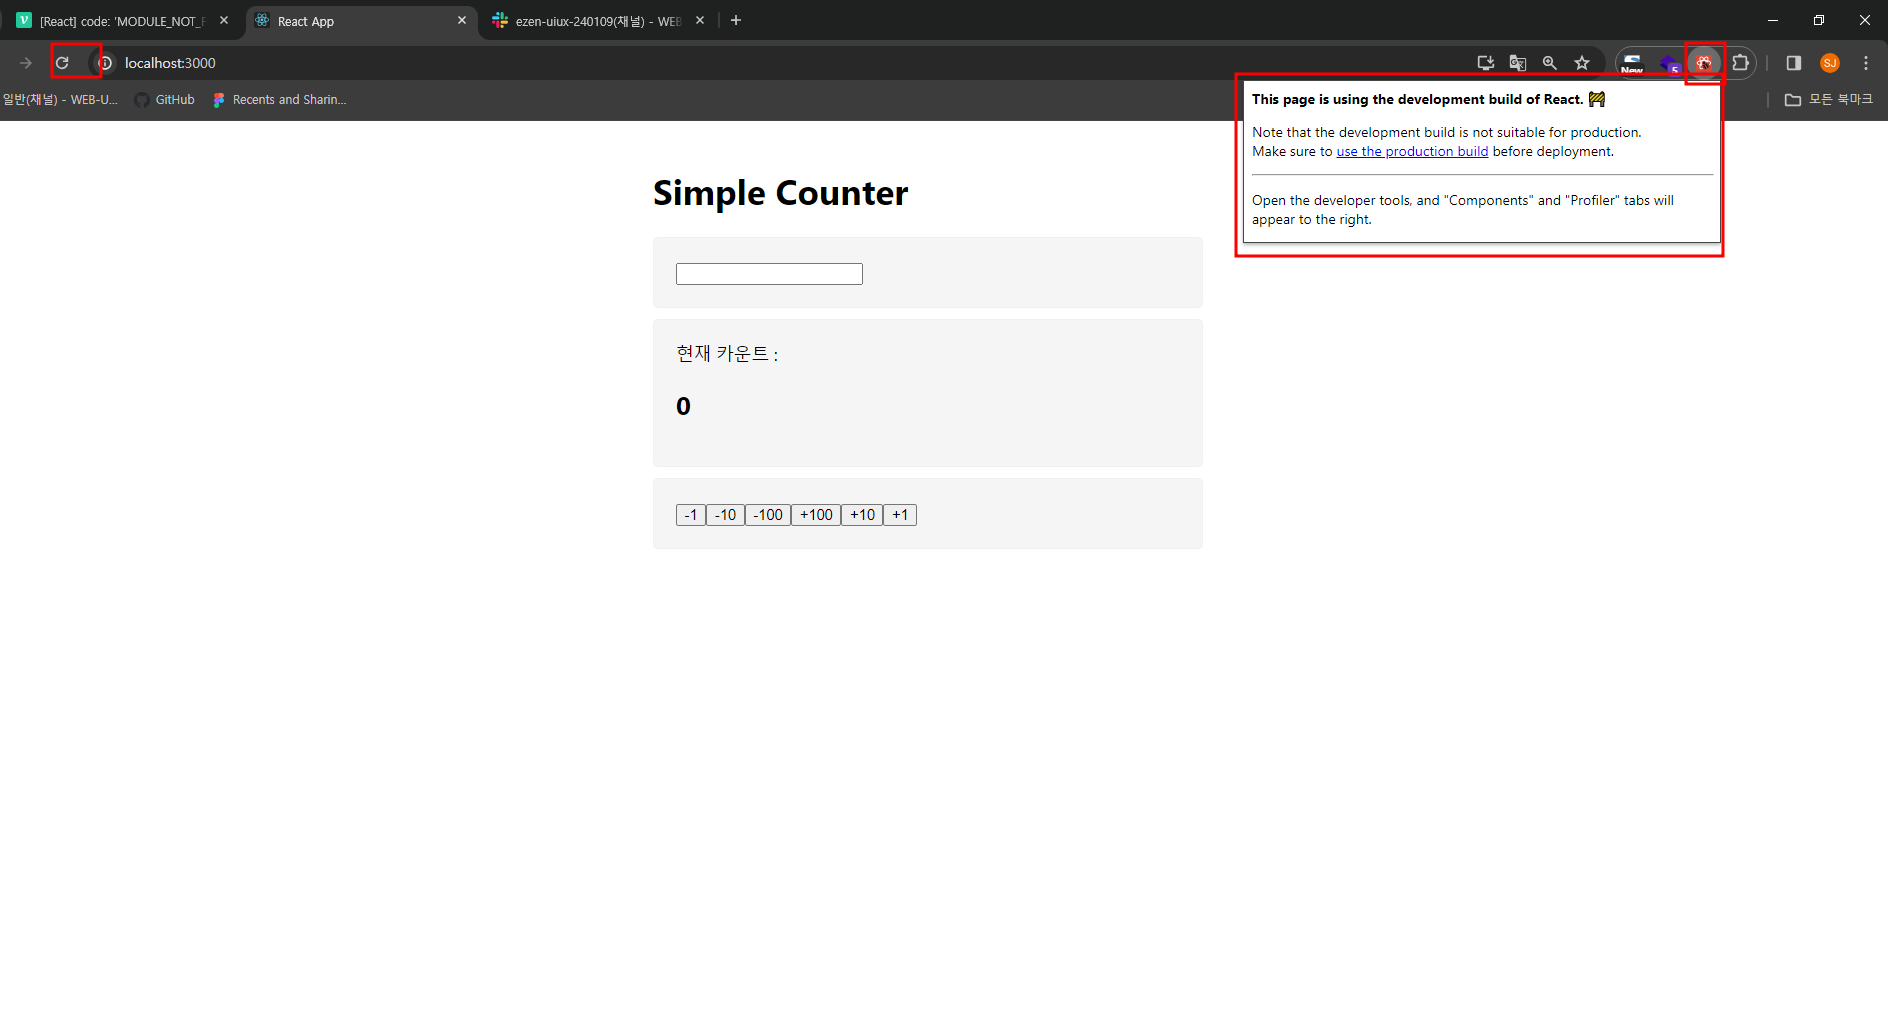 [React] code: 'MODULE_NOT_F
React App
ezen-uiux-240109(채널) - WEB
localhost:3000
New
5
SJ
일반(채널) - WEB-U...
GitHub
Recents and Sharin...
모든 북마크
This page is using the development build of React. 🚧
Note that the development build is not suitable for production.
Make sure to use the production build before deployment.
Open the developer tools, and "Components" and "Profiler" tabs will
appear to the right.
Simple Counter
현재 카운트 :
0
-1 -10 -100 +100 +10 +1